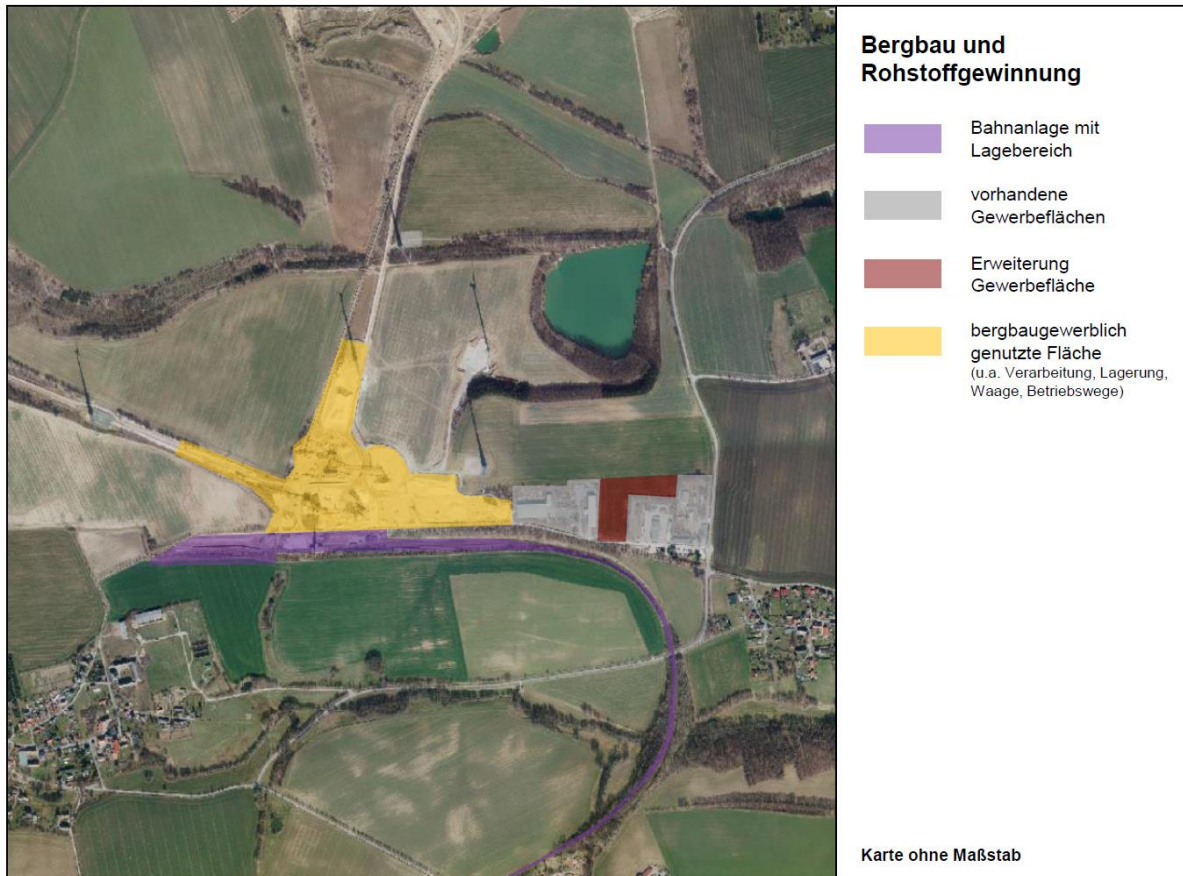 Bergbau und
Rohstoffgewinnung
Bahnanlage mit
Lagebereich
vorhandene
Gewerbeflächen
Erweiterung
Gewerbefläche
bergbaugewerblich
genutzte Fläche
(u.a. Verarbeitung, Lagerung,
Waage, Betriebswege)
Karte ohne Maßstab